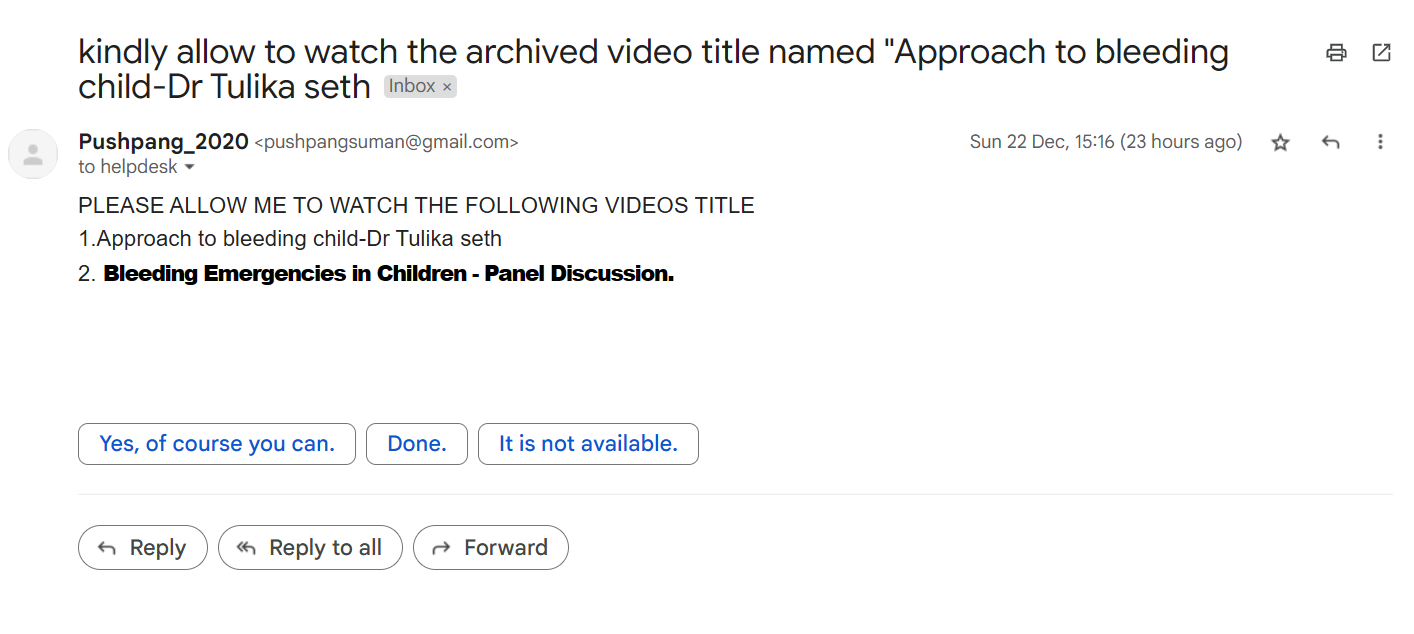 kindly allow to watch the archived video title named "Approach to bleeding
child-Dr Tulika seth Inbox ×
Pushpang_2020 <pushpangsuman@gmail.com> Sun 22 Dec, 15:16 (23 hours ago)
to helpdesk
PLEASE ALLOW ME TO WATCH THE FOLLOWING VIDEOS TITLE
1.Approach to bleeding child-Dr Tulika seth
2. Bleeding Emergencies in Children - Panel Discussion.
Yes, of course you can. Done. It is not available.
Reply Reply to all Forward